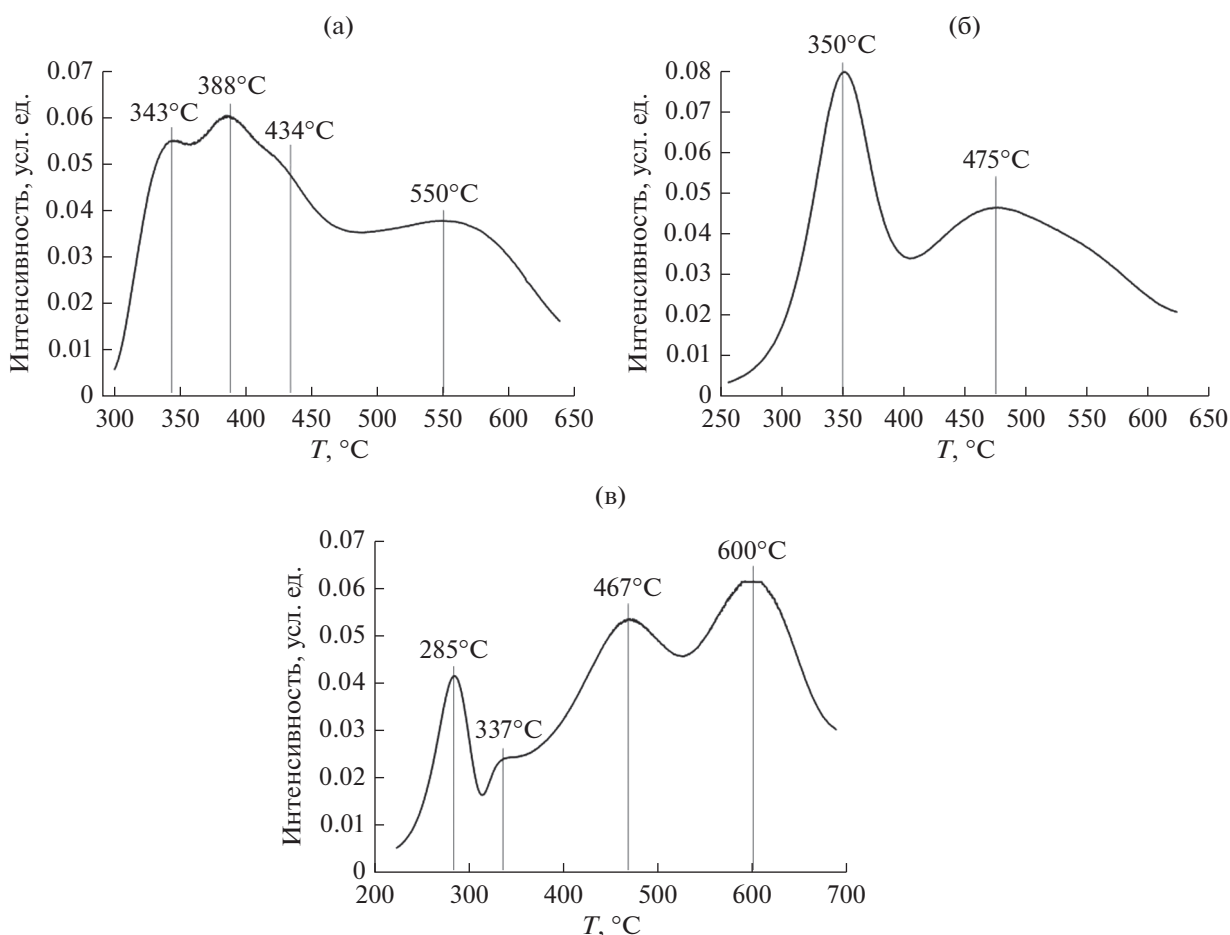 (а)
Интенсивность, усл. ед.
0.07
0.06
0.05
0.04
0.03
0.02
0.01
0
343°C
388°C
434°C
550°C
300 350 400 450 500 550 600 650
T, °C
(б)
Интенсивность, усл. ед.
0.08
0.07
0.06
0.05
0.04
0.03
0.02
0.01
0
350°C
475°C
250 300 350 400 450 500 550 600 650
T, °C
(в)
Интенсивность, усл. ед.
0.07
0.06
0.05
0.04
0.03
0.02
0.01
0
285°C
337°C
467°C
600°C
200 300 400 500 600 700
T, °C